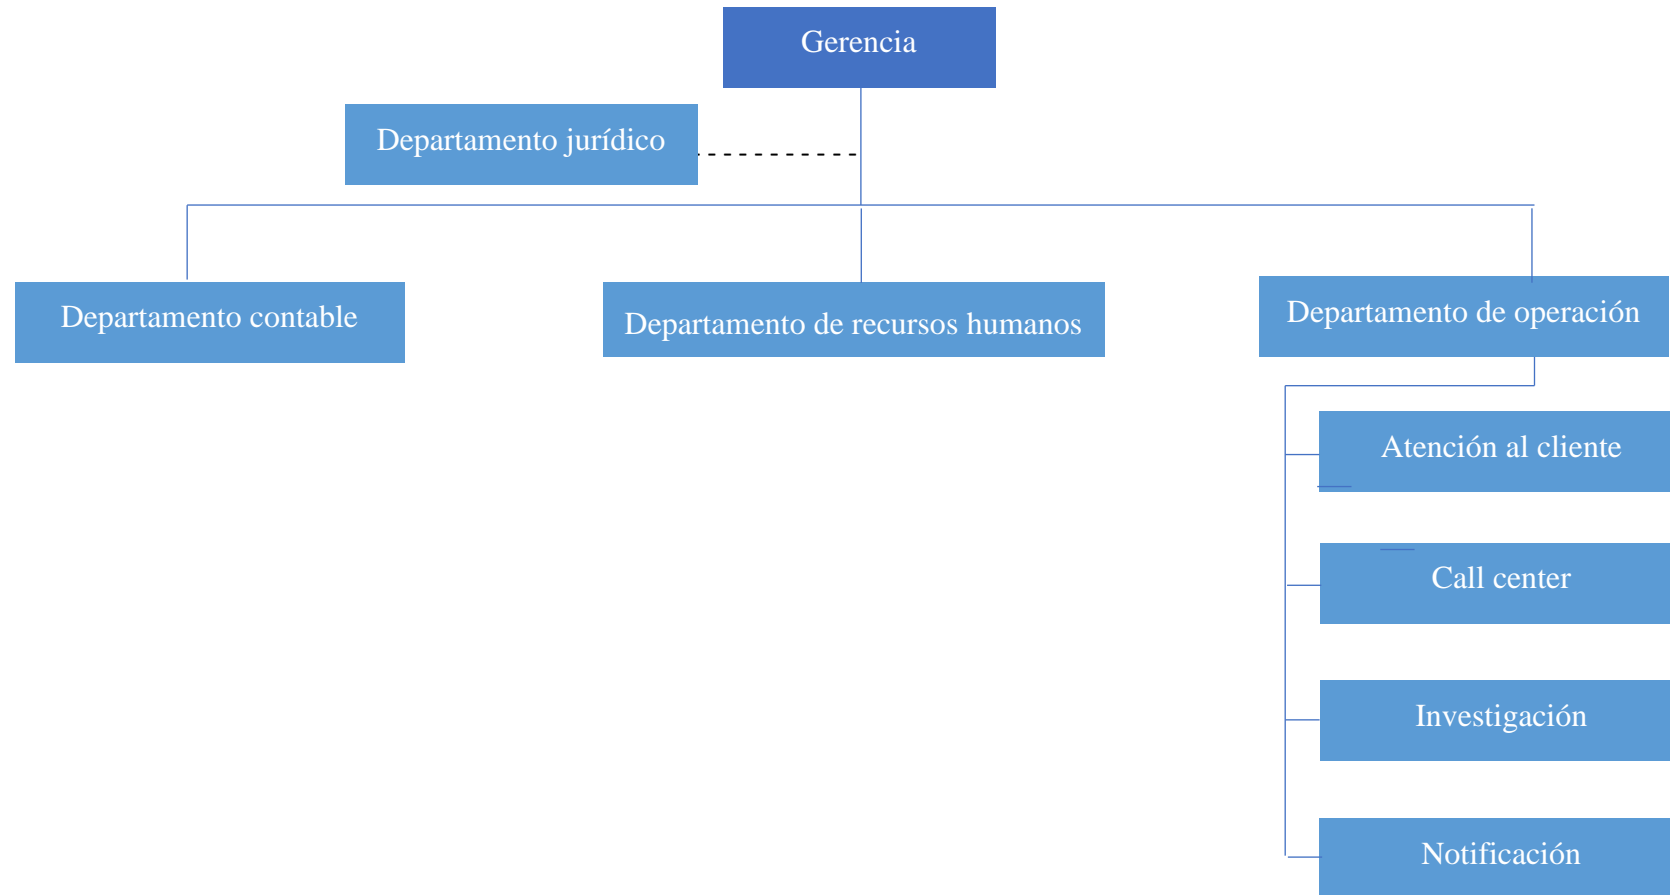 Gerencia
Departamento jurídico
Departamento contable
Departamento de recursos humanos
Departamento de operación
Atención al cliente
Call center
Investigación
Notificación